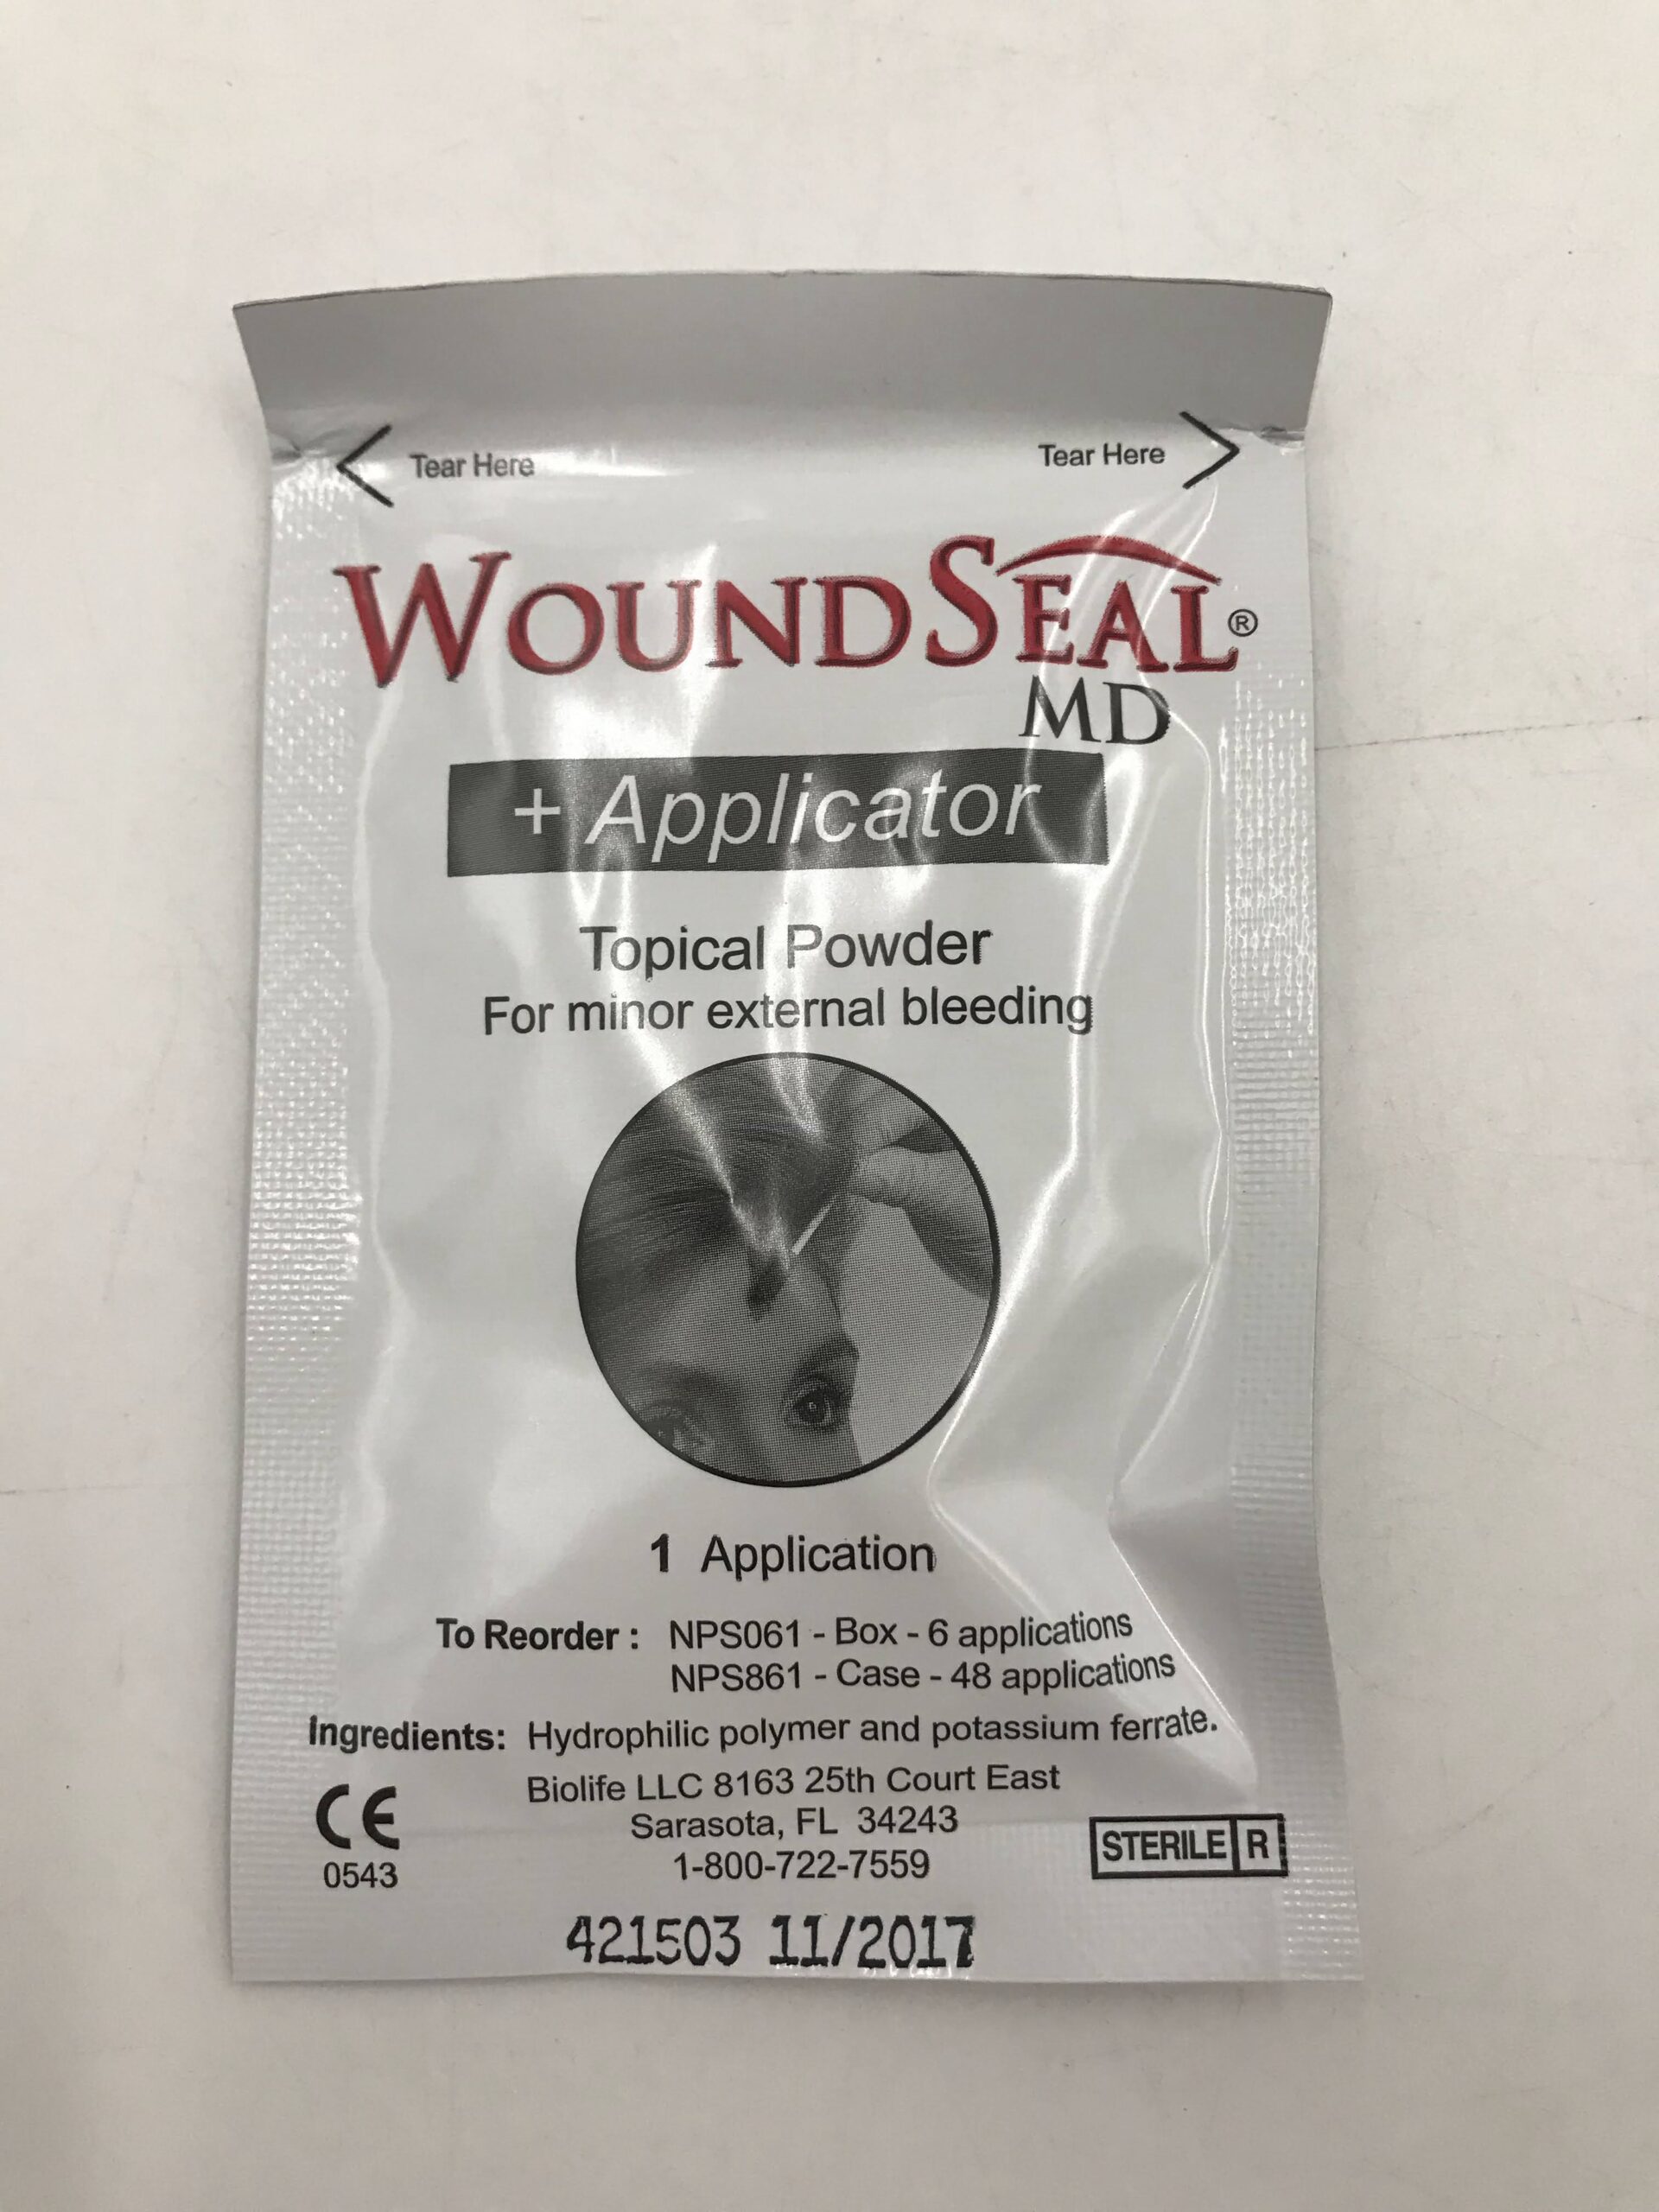 Tear Here Tear Here
WOUNDSEAL®
MD
+ Applicator
Topical Powder
For minor external bleeding
1 Application
To Reorder : NPS061 - Box - 6 applications
NPS861 - Case - 48 applications
Ingredients: Hydrophilic polymer and potassium ferrate.
Biolife LLC 8163 25th Court East
Sarasota, FL 34243
1-800-722-7559
CE
0543
STERILE R
421503 11/2017